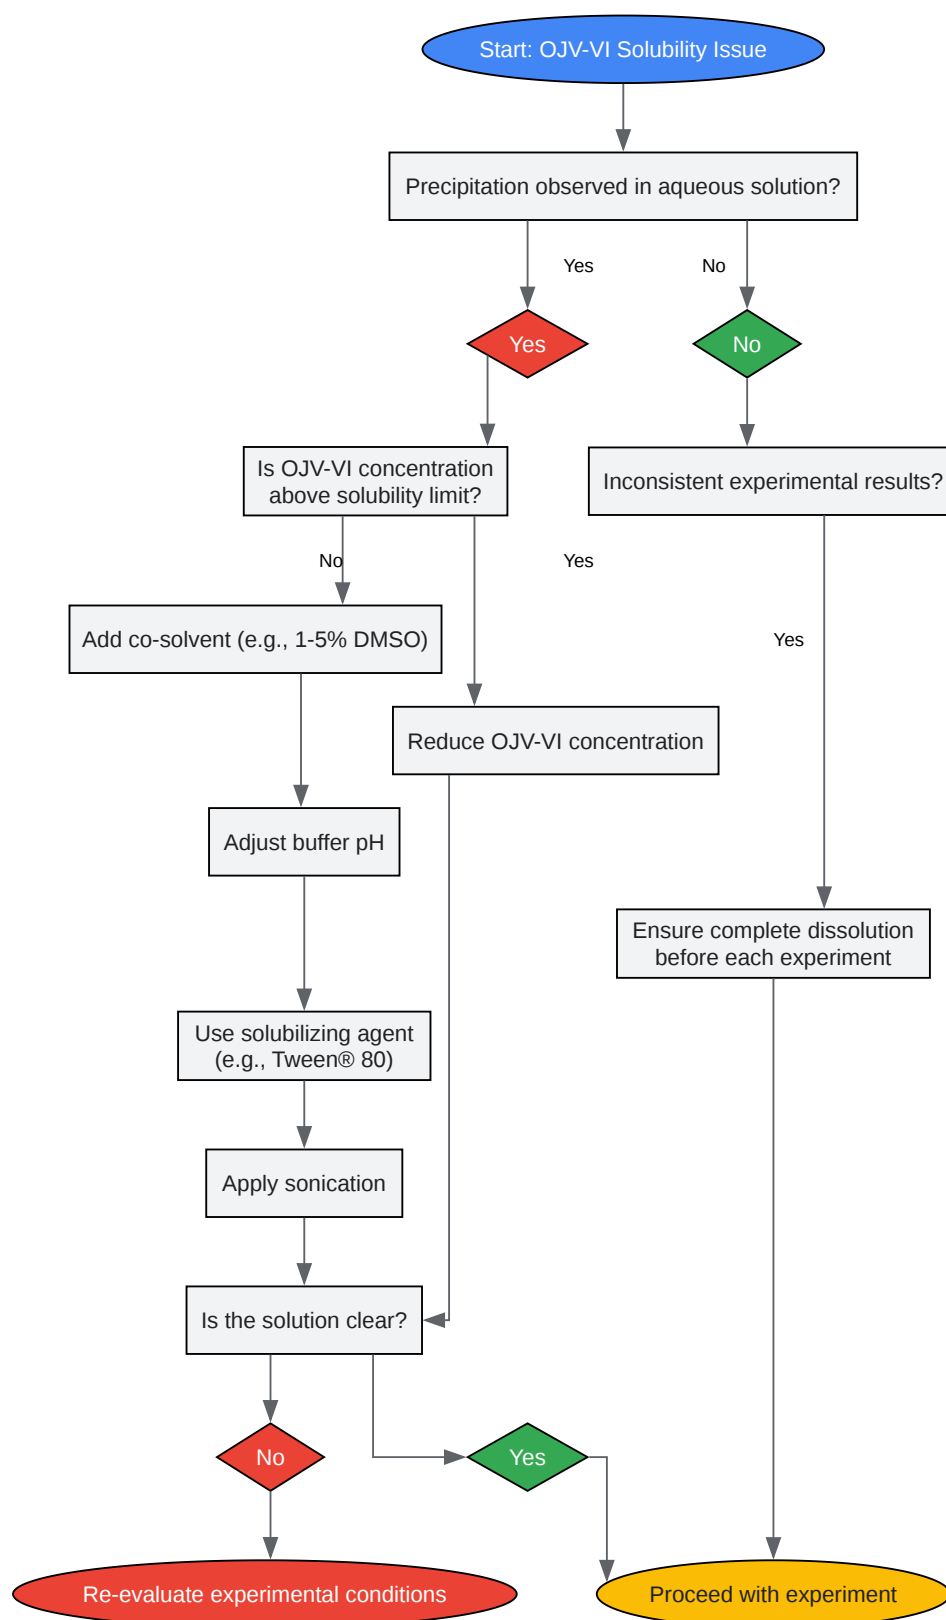 Start: OJV-VI Solubility Issue
Precipitation observed in aqueous solution?
Yes
No
Yes
No
Is OJV-VI concentration
above solubility limit?
Inconsistent experimental results?
No
Yes
Add co-solvent (e.g., 1-5% DMSO)
Yes
Reduce OJV-VI concentration
Adjust buffer pH
Ensure complete dissolution
before each experiment
Use solubilizing agent
(e.g., Tween® 80)
Apply sonication
Is the solution clear?
No
Yes
Re-evaluate experimental conditions
Proceed with experiment